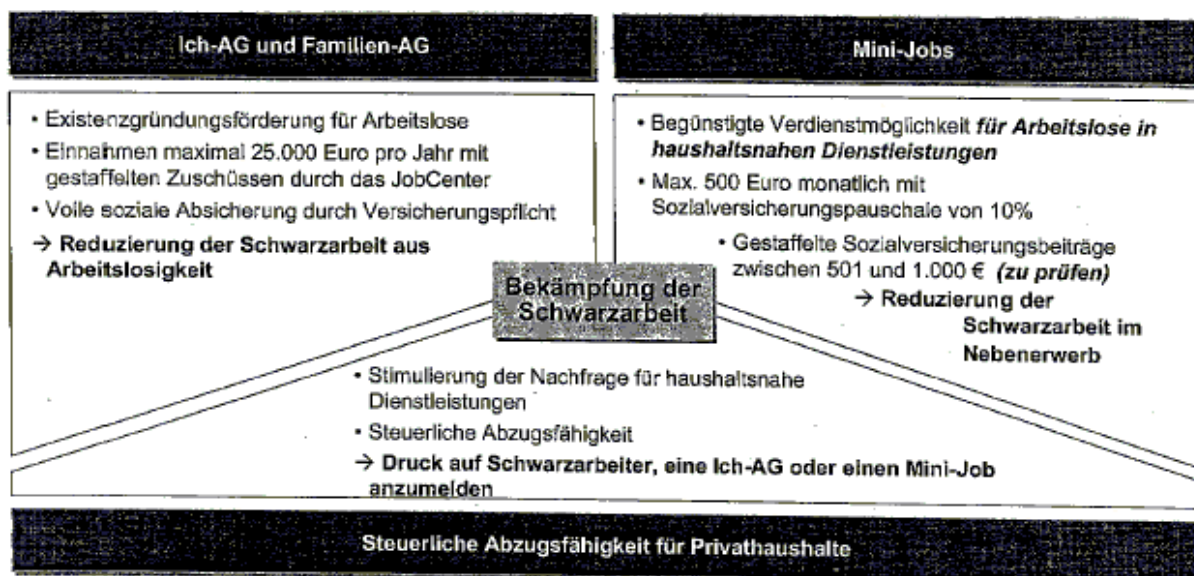 Ich-AG und Familien-AG
• Existenzgründungsförderung für Arbeitslose
• Einnahmen maximal 25.000 Euro pro Jahr mit
gestaffelten Zuschüssen durch das JobCenter
• Volle soziale Absicherung durch Versicherungspflicht
→ Reduzierung der Schwarzarbeit aus
Arbeitslosigkeit
Mini-Jobs
• Begünstigte Verdienstmöglichkeit für Arbeitslose in
haushaltsnahen Dienstleistungen
• Max. 500 Euro monatlich mit
Sozialversicherungspauschale von 10%
• Gestaffelte Sozialversicherungsbeiträge
zwischen 501 und 1.000 € (zu prüfen)
→ Reduzierung der
Schwarzarbeit im
Nebenerwerb
Bekämpfung der
Schwarzarbeit
• Stimulierung der Nachfrage für haushaltsnahe
Dienstleistungen
• Steuerliche Abzugsfähigkeit
→ Druck auf Schwarzarbeiter, eine Ich-AG oder einen Mini-Job
anzumelden
Steuerliche Abzugsfähigkeit für Privathaushalte